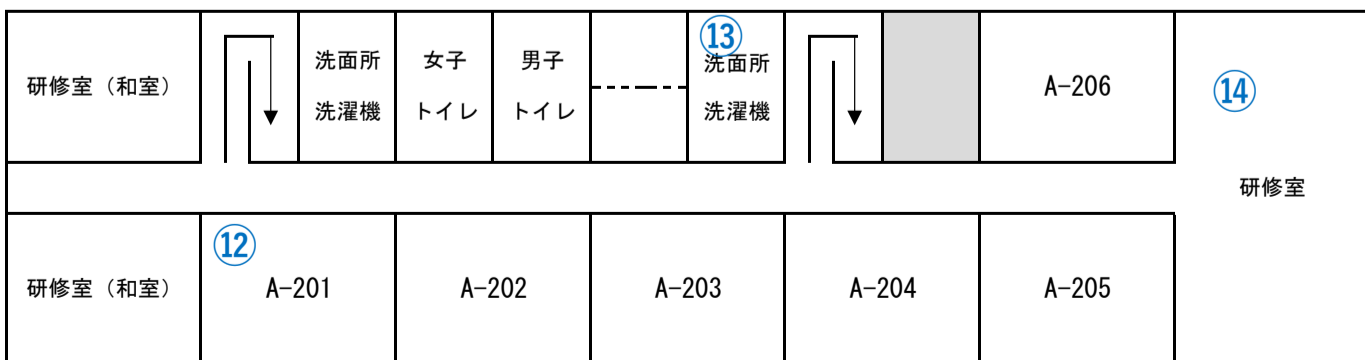 研修室（和室）
洗面所
洗濯機
女子
トイレ
男子
トイレ
⑬
洗面所
洗濯機
A-206
⑭
研修室
研修室（和室）
⑫
A-201
A-202
A-203
A-204
A-205